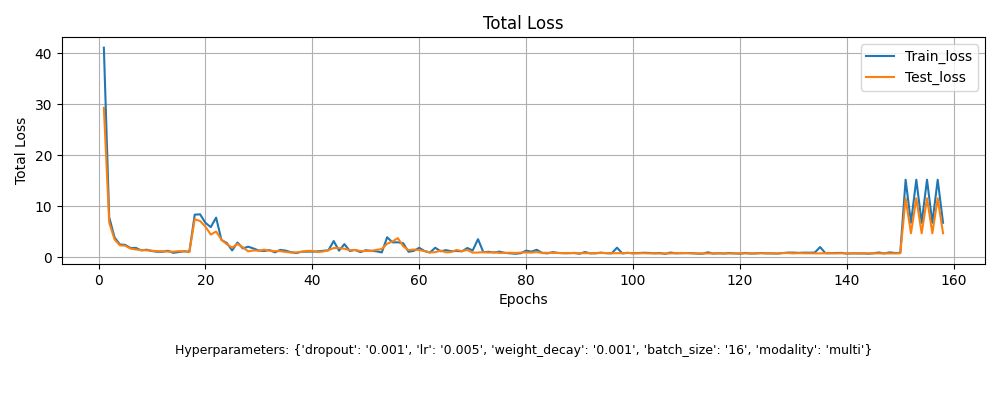 Total Loss
Total Loss
40
30
20
10
0
Train_loss
Test_loss
0 20 40 60 80 100 120 140 160
Epochs
Hyperparameters: {'dropout': '0.001', 'lr': '0.005', 'weight_decay': '0.001', 'batch_size': '16', 'modality': 'multi'}